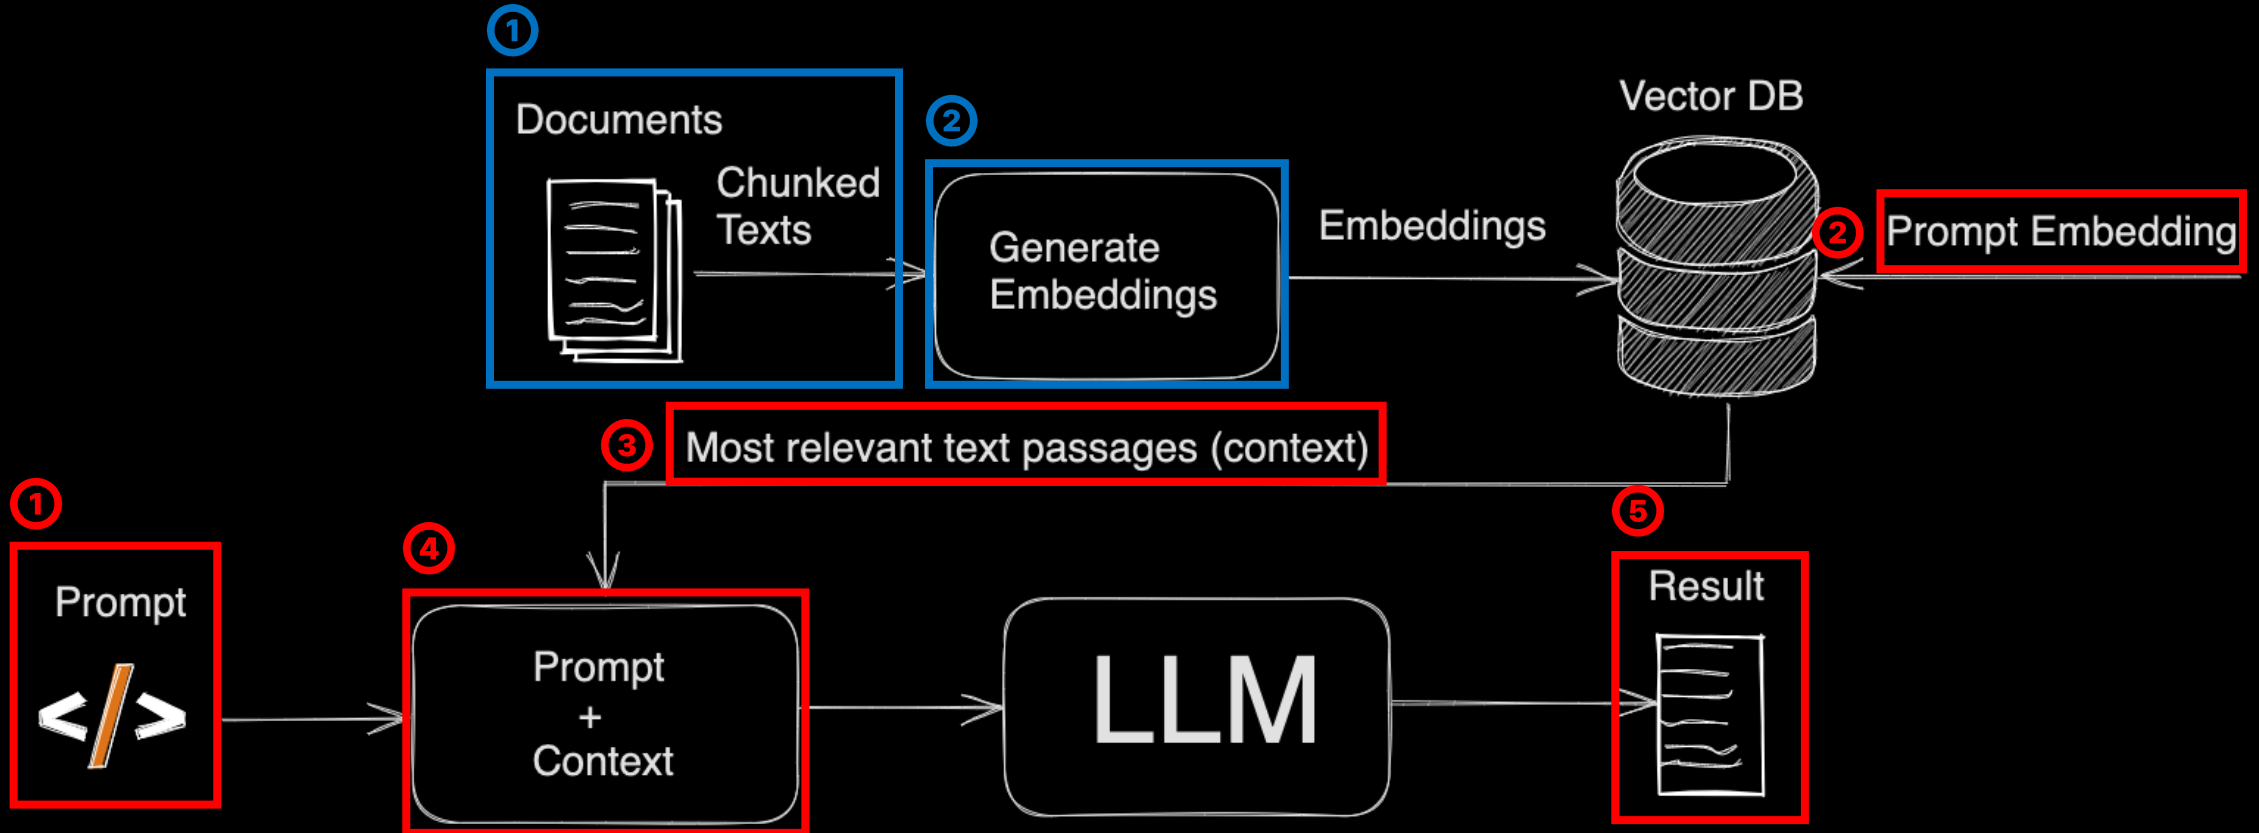 1
Documents
Chunked
Texts
2
Generate
Embeddings
Embeddings
Vector DB
2
Prompt Embedding
3
Most relevant text passages (context)
1
Prompt
</>
4
Prompt
+
Context
LLM
5
Result